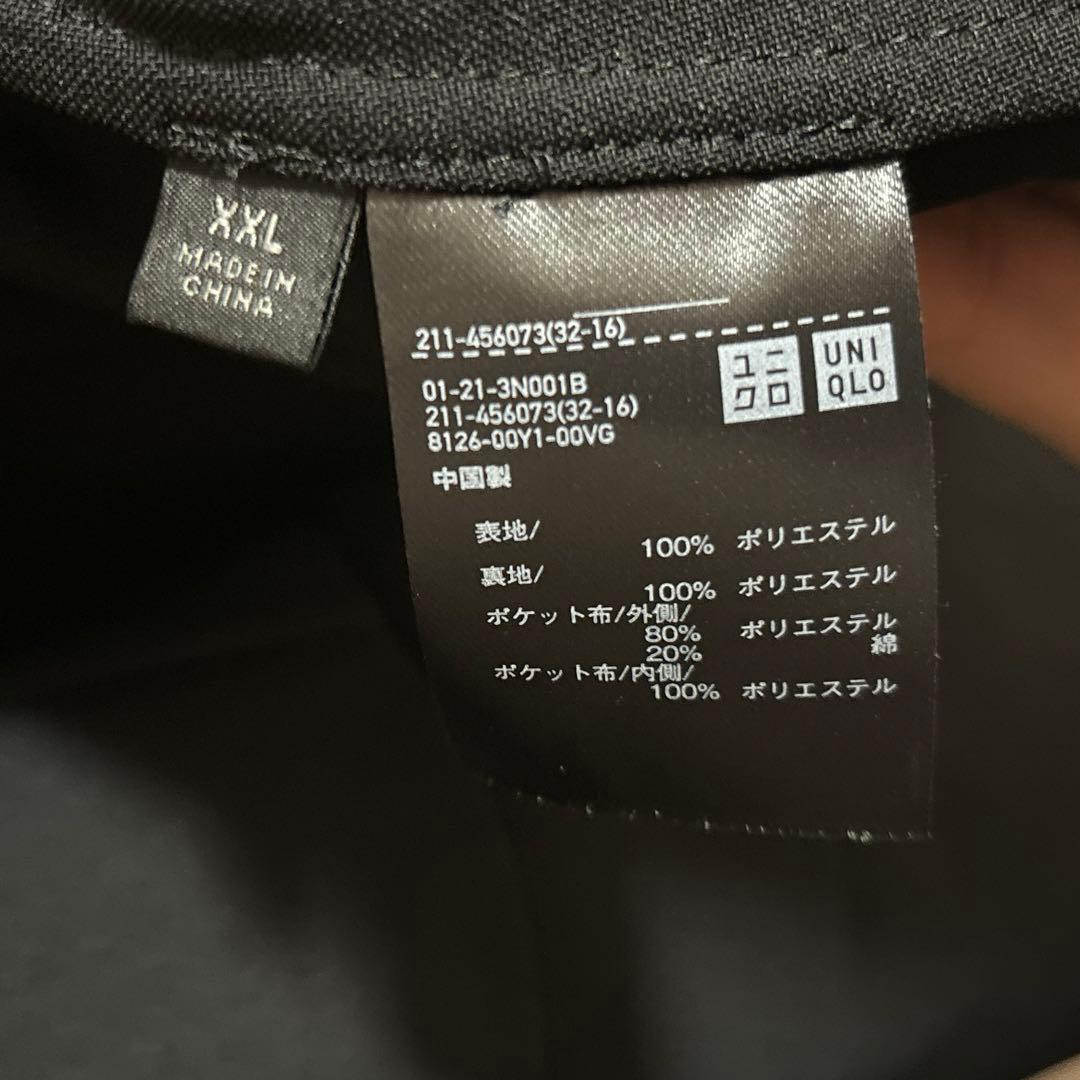 XXL
MADE IN
CHINA
211-456073(32-16)
ユニ
クロ
UNI
QLO
01-21-3N001B
211-456073(32-16)
8126-00Y1-00VG
中国製
表地/
100% ポリエステル
裏地/
100% ポリエステル
ポケット布/外側/
80% ポリエステル
20% 綿
ポケット布/内側/
100% ポリエステル